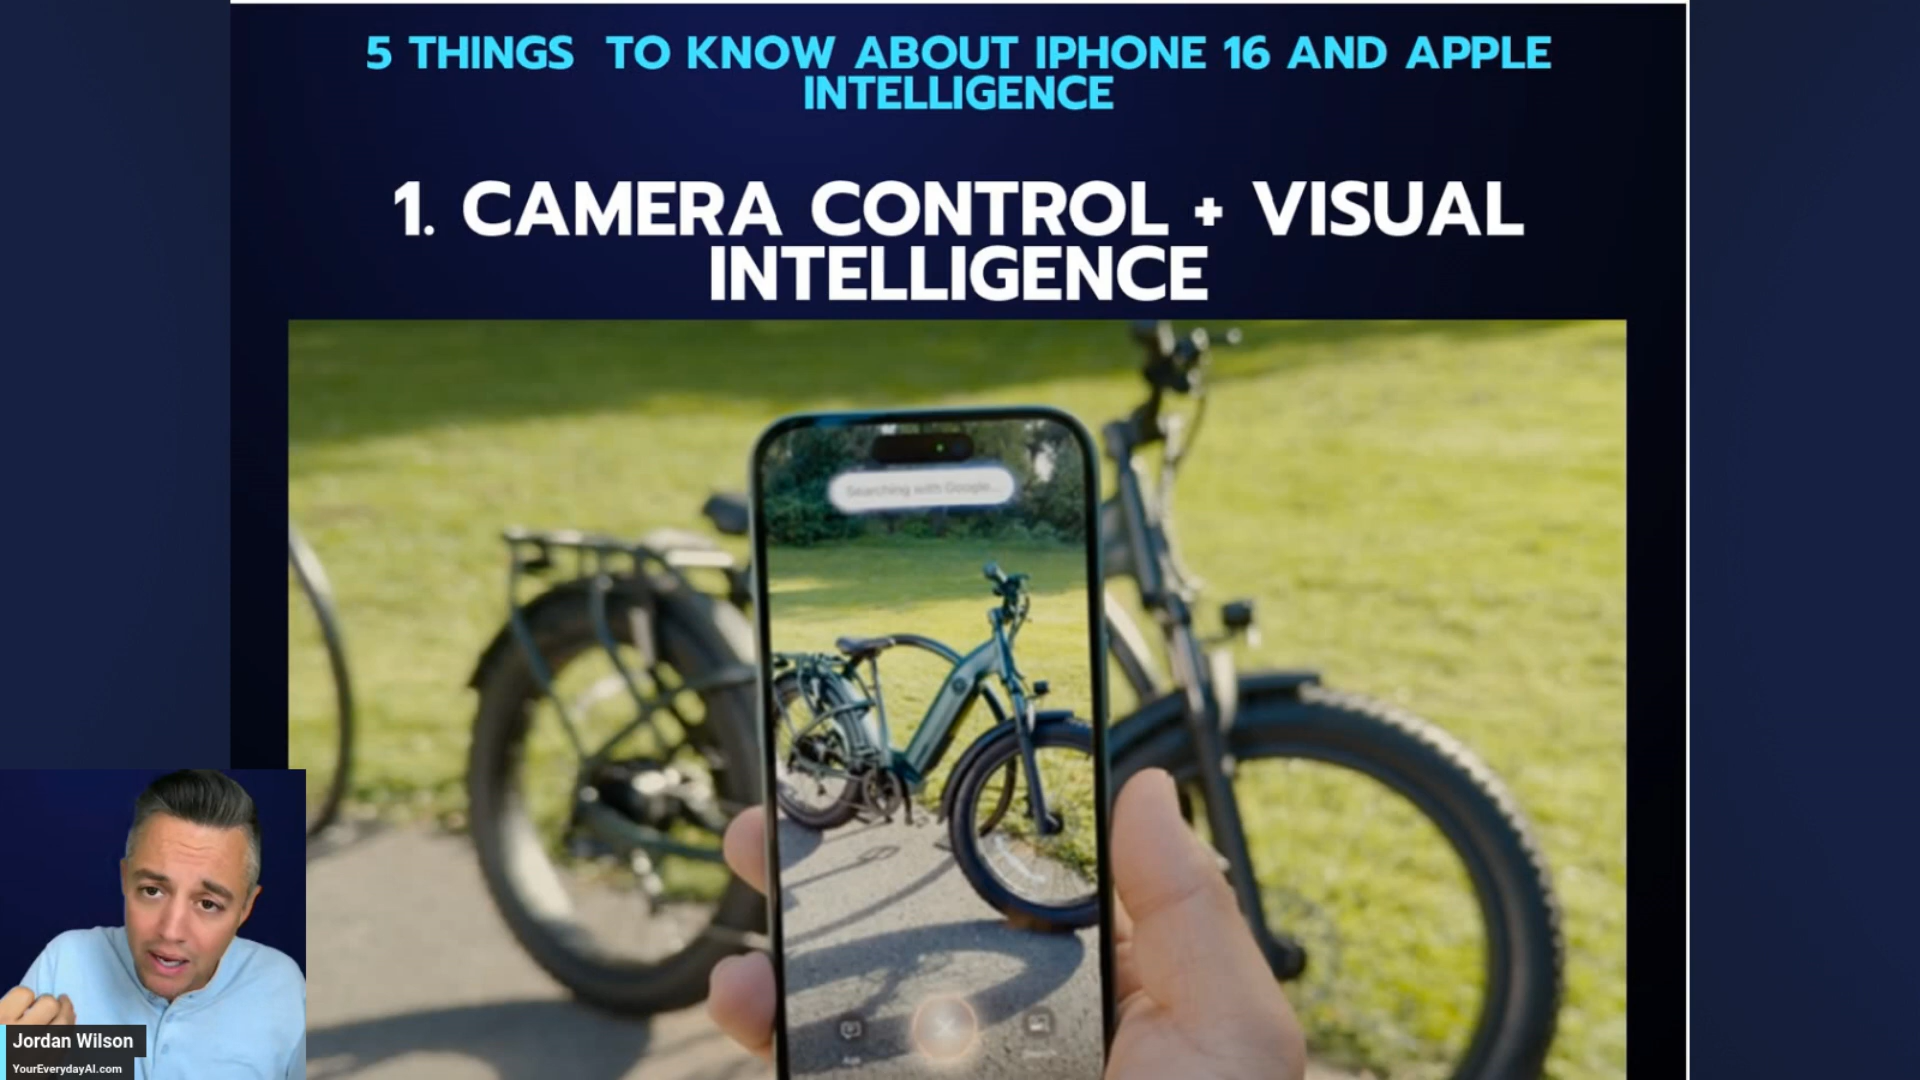 5 THINGS TO KNOW ABOUT IPHONE 16 AND APPLE
INTELLIGENCE
1. CAMERA CONTROL + VISUAL
INTELLIGENCE
Searching with Google...
Jordan Wilson
YourEverydayAI.com